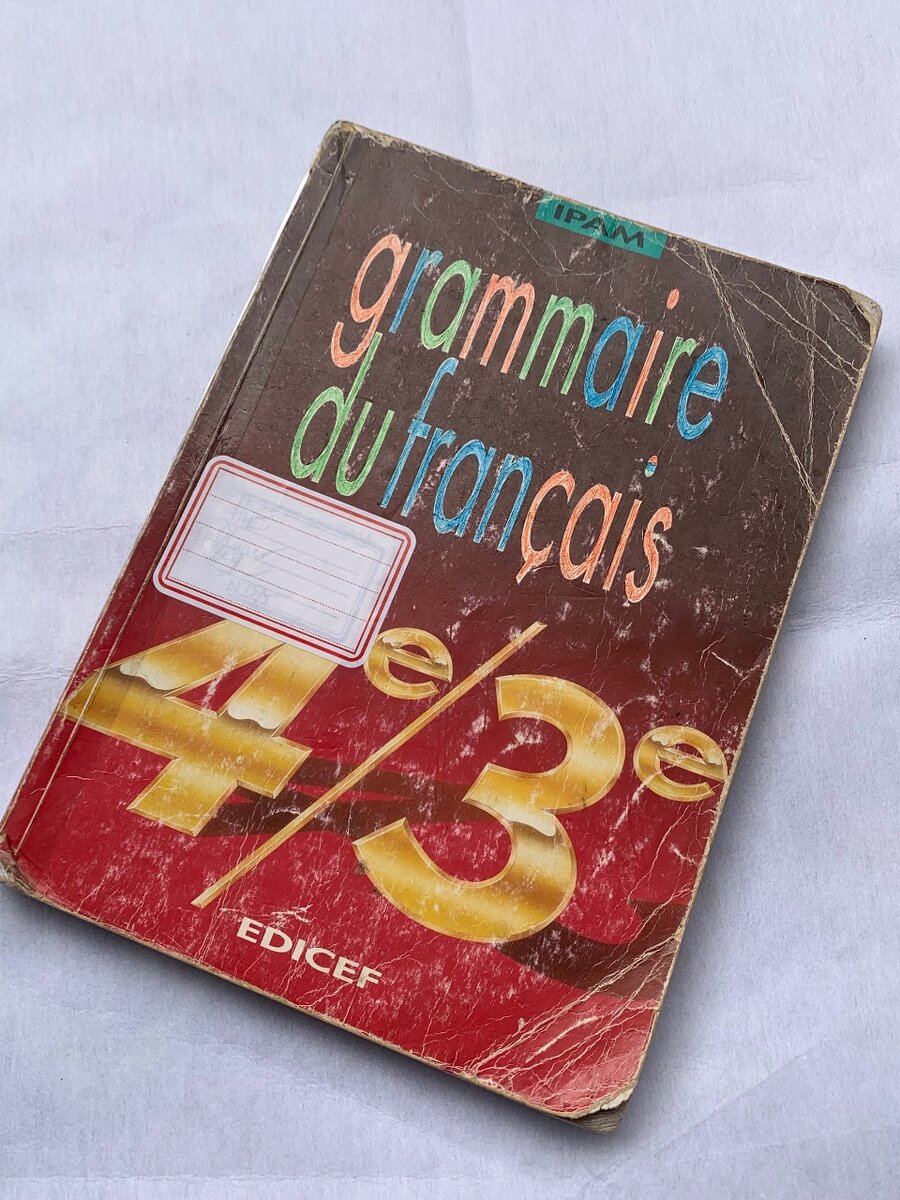 IPAM
grammaire
du français
4e/3e
EDICEF